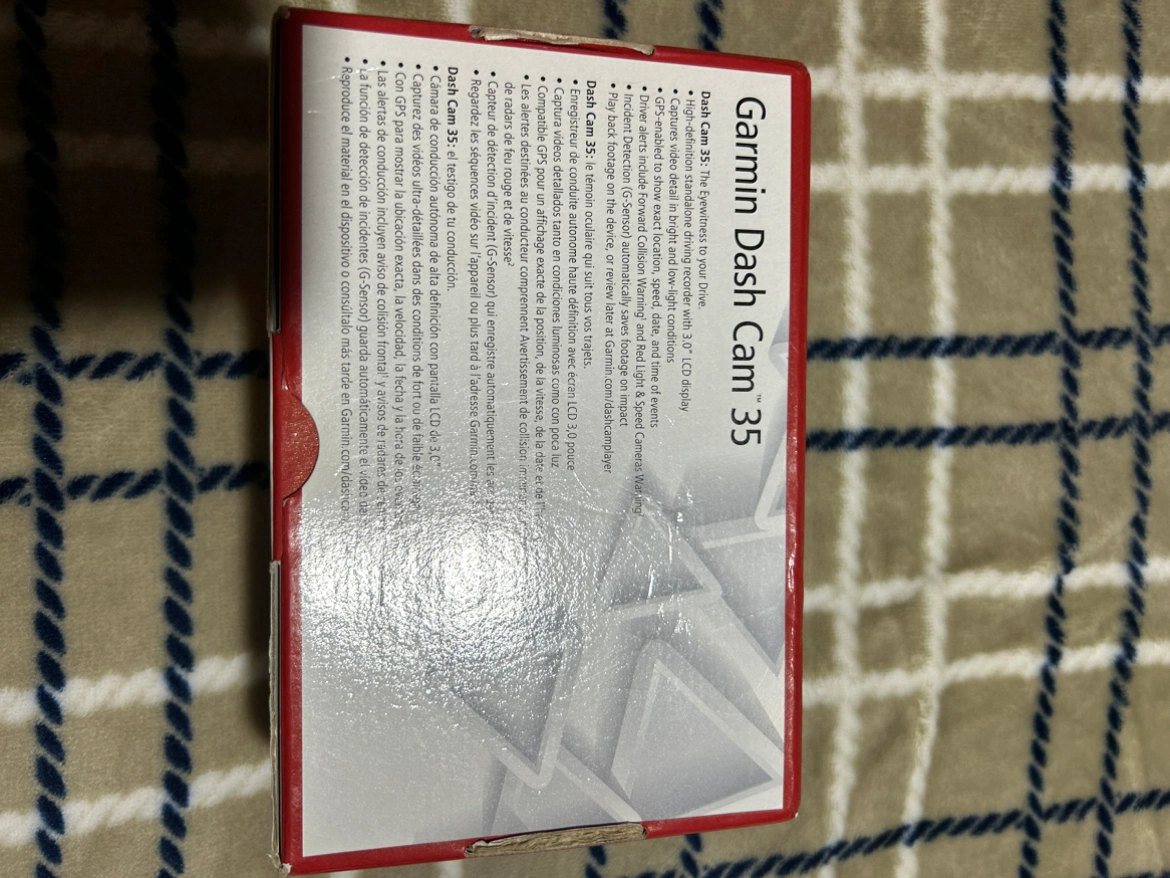 Garmin Dash Cam™ 35
Dash Cam 35: The Eyewitness to your Drive.
• High-definition standalone driving recorder with 3.0" LCD display
• Captures video detail in bright and low-light conditions
• GPS-enabled to show exact location, speed, date, and time of events
• Driver alerts include Forward Collision Warning¹ and Red Light & Speed Cameras Warning²
• Incident Detection (G-Sensor) automatically saves footage on impact
• Play back footage on the device, or review later at Garmin.com/dashcamplayer
Dash Cam 35: le témoin oculaire qui suit tous vos trajets.
• Enregistreur de conduite autonome haute définition avec écran LCD 3,0 pouce
• Captura vídeos detallados tanto en condiciones luminosas como con poca luz
• Compatible GPS pour un affichage exacte de la position, de la vitesse, de la date et de
• Les alertes destinées au conducteur comprennent Avertissement de collision
de radars de feu rouge et de vitesse²
• Capteur de détection d'incident (G-Sensor) qui enregistre automatiquement les
• Regardez les séquences vidéo sur l'appareil ou plus tard à l'adresse
Dash Cam 35: el testigo de tu conducción.
• Cámara de conducción autónoma de alta definición con pantalla LCD de 3,0"
• Capturez des vidéos ultra-détaillées dans des conditions de fort ou de faible
• Con GPS para mostrar la ubicación exacta, la velocidad, la fecha y la hora de los
• Las alertas de conducción incluyen aviso de colisión frontal¹ y avisos de radares de
• La función de detección de incidentes (G-Sensor) guarda automáticamente el vídeo
• Reproduce el material en el dispositivo o consúltalo más tarde en